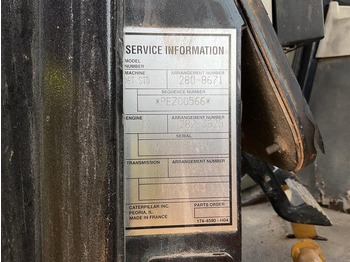 SERVICE INFORMATION
MODEL
NUMBER
MACHINE ARRANGEMENT NUMBER
280-8671
SEQUENCE NUMBER
*PEZ00566*
ENGINE ARRANGEMENT NUMBER
SERIAL
TRANSMISSION ARRANGEMENT NUMBER
CATERPILLAR INC. PARTS ORDER
PEORIA, IL.
MADE IN FRANCE